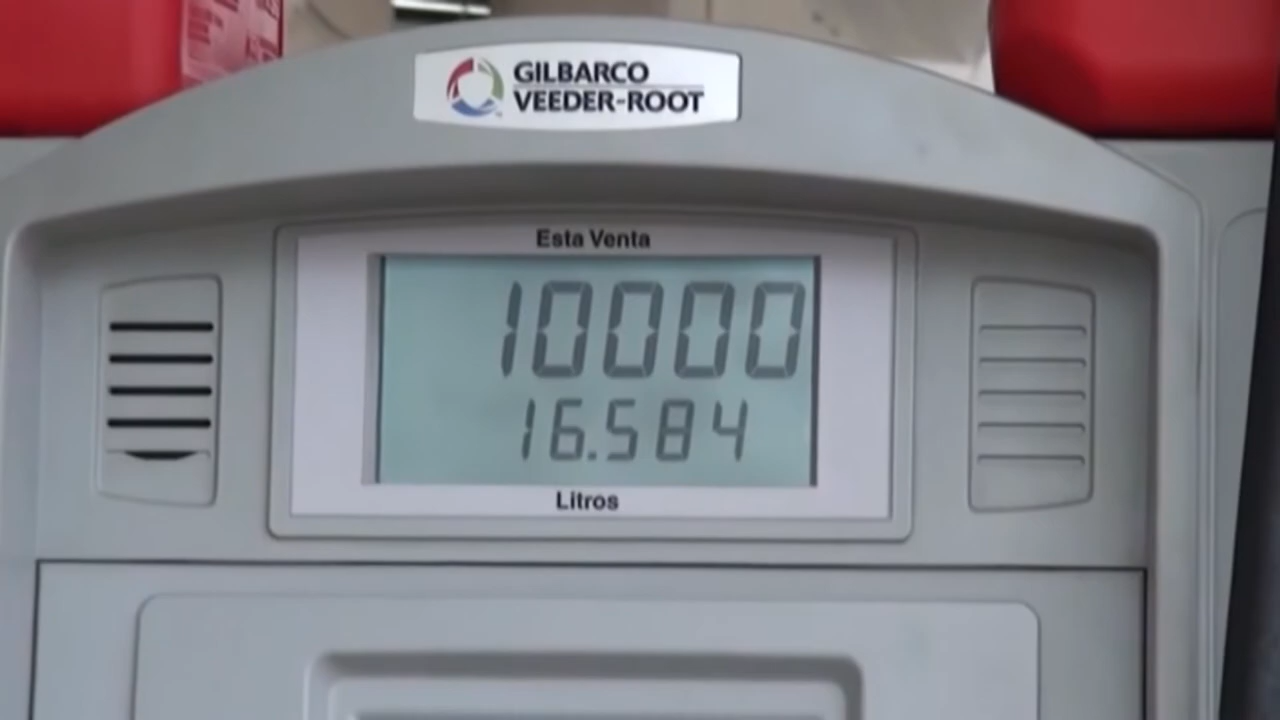 GILBARCO
VEEDER-ROOT
Esta Venta
10000
16.584
Litros